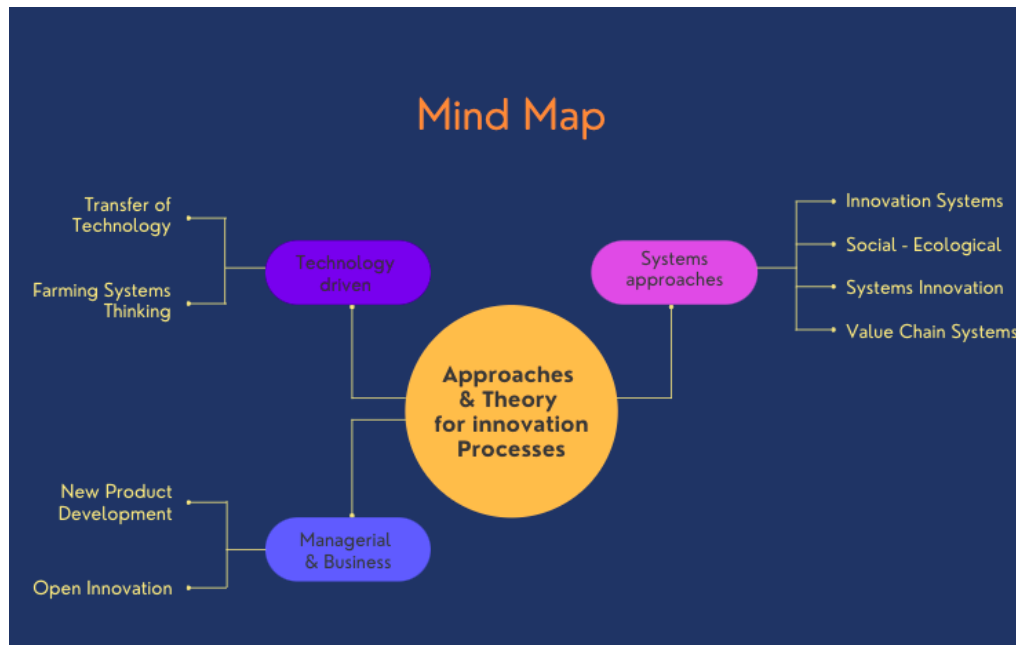 Mind Map
Transfer of
Technology
Farming Systems
Thinking
Technology
driven
Systems
approaches
Innovation Systems
Social - Ecological
Systems Innovation
Value Chain Systems
Approaches
& Theory
for innovation
Processes
New Product
Development
Open Innovation
Managerial
& Business